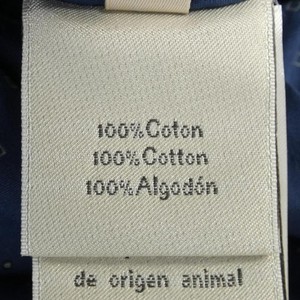 100% Coton
100% Cotton
100% Algodón
de origen animal